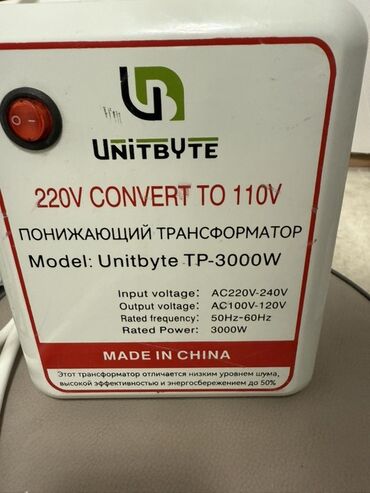 UB
UNITBYTE
220V CONVERT TO 110V
ПОНИЖАЮЩИЙ ТРАНСФОРМАТОР
Model: Unitbyte TP-3000W
Input voltage: AC220V-240V
Output voltage: AC100V-120V
Rated frequency: 50Hz-60Hz
Rated Power: 3000W
MADE IN CHINA
Этот трансформатор отличается низким уровнем шума,
высокой эффективностью и энергосбережением до 50%